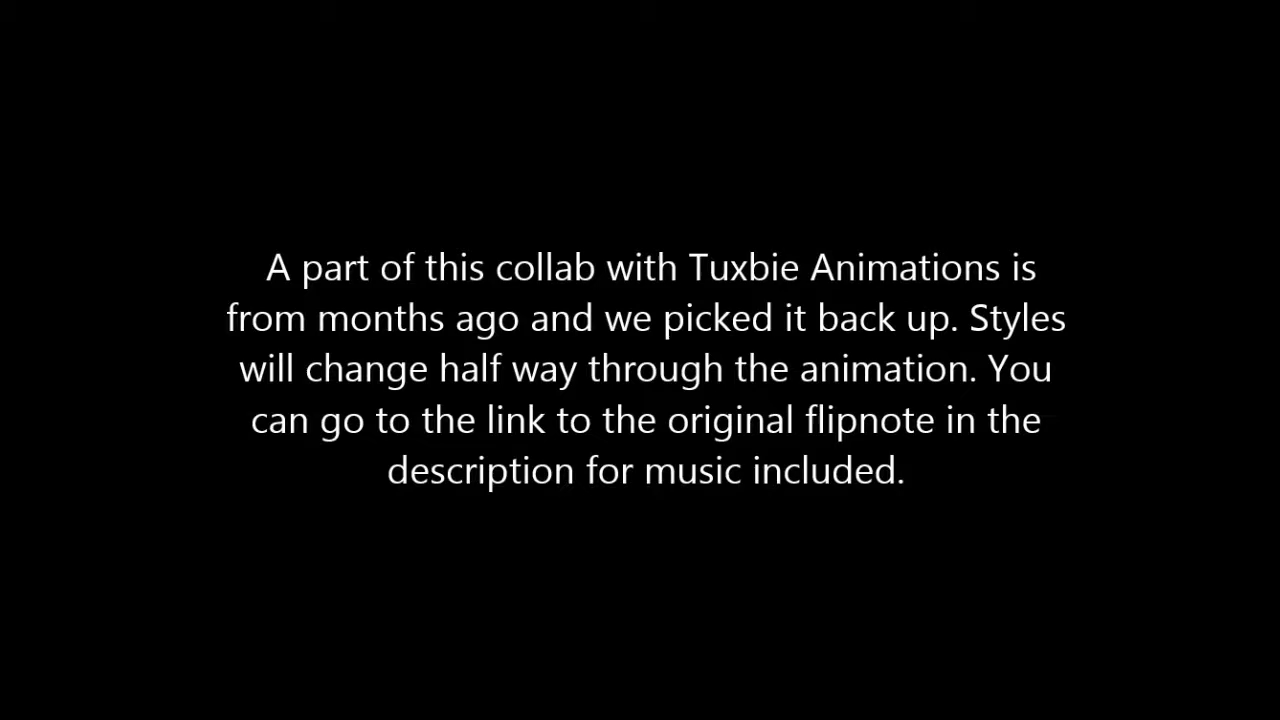 A part of this collab with Tuxbie Animations is
from months ago and we picked it back up. Styles
will change half way through the animation. You
can go to the link to the original flipnote in the
description for music included.